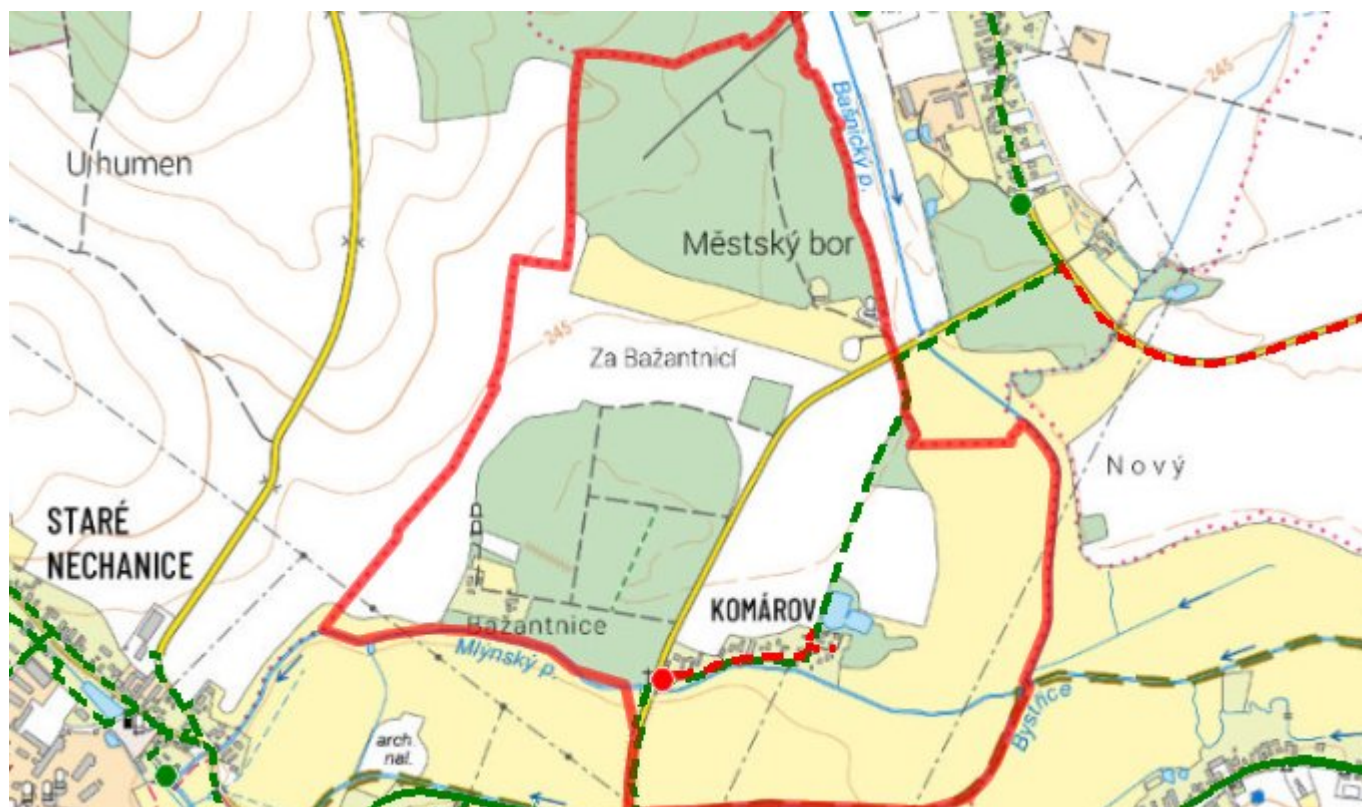 245
Bašnický p.
U humen
Městský bor
245
Za Bažantnicí
Nový
STARÉ
NECHANICE
KOMÁROV
Bažantnice
Mlýnský p.
Bystřice
arch.
nal.